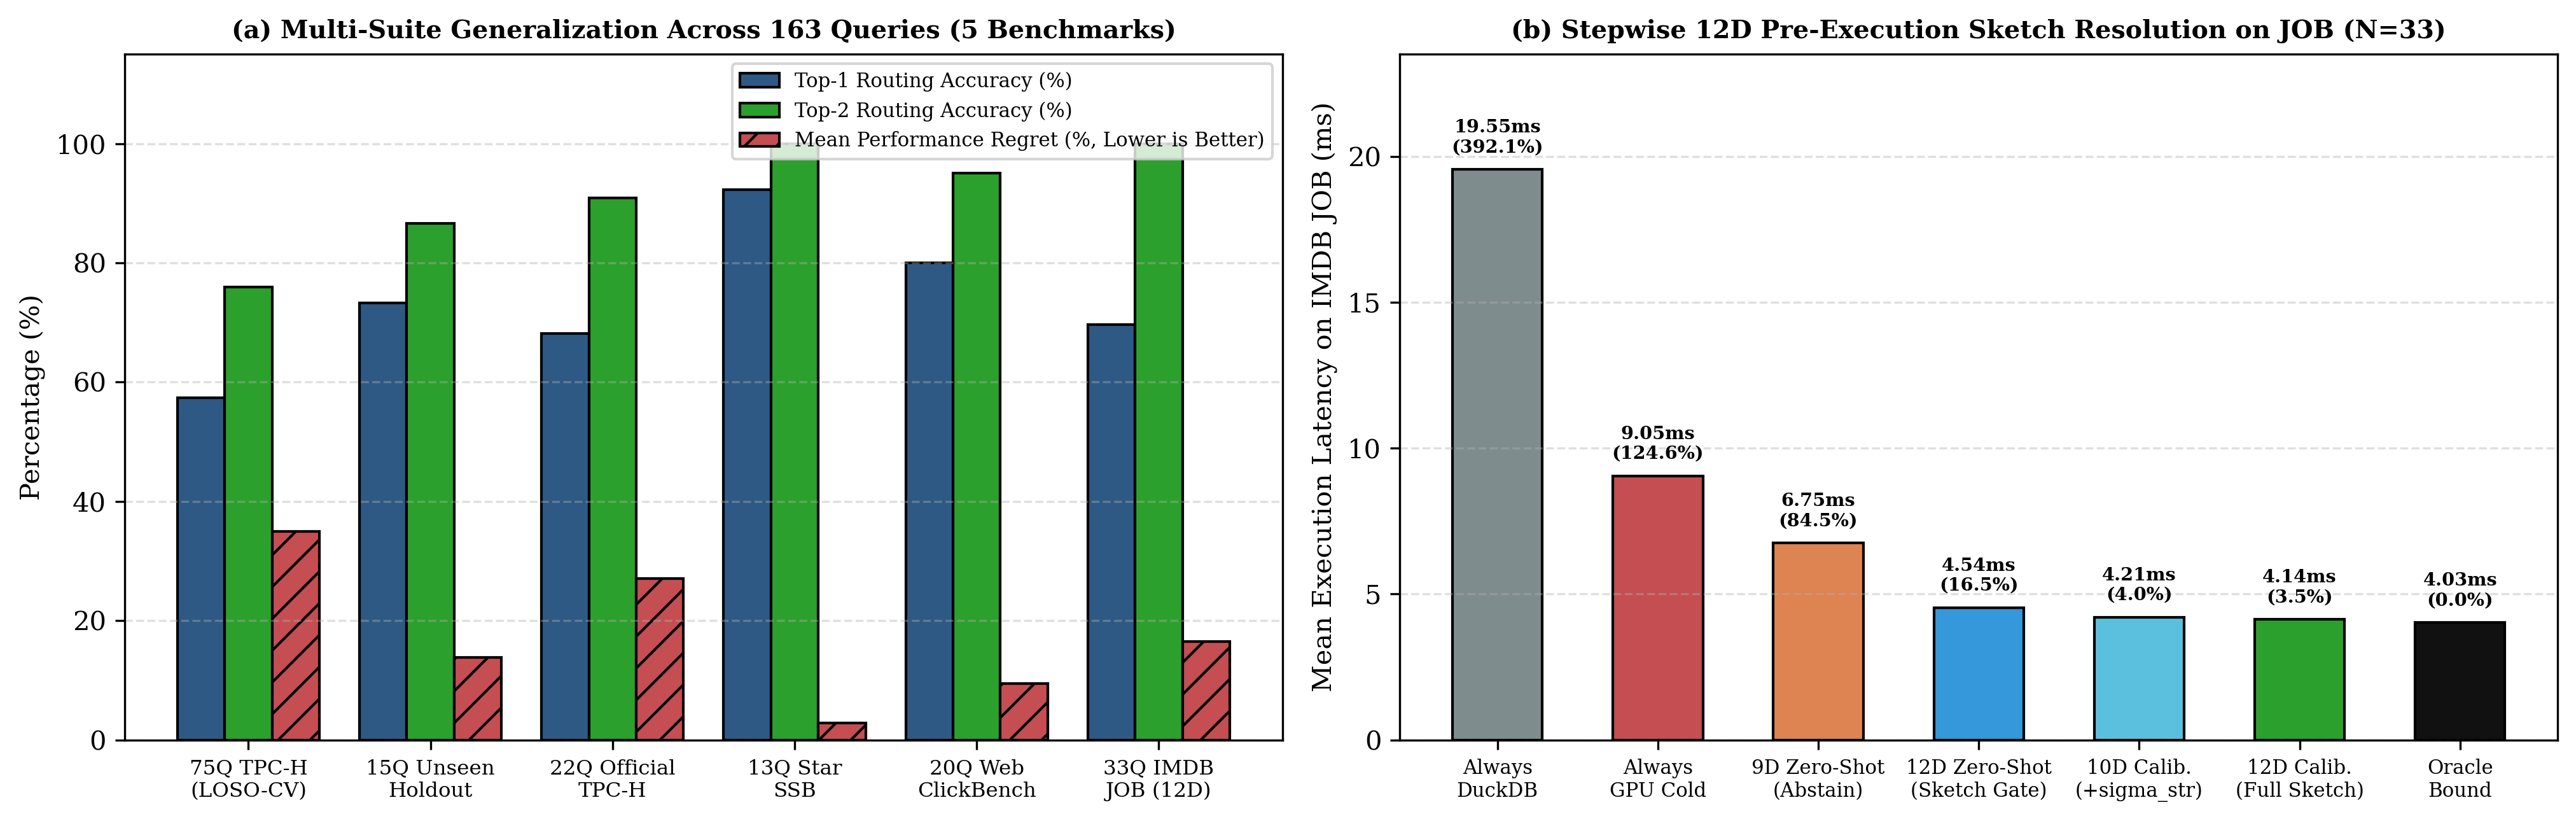 (a) Multi-Suite Generalization Across 163 Queries (5 Benchmarks)
Top-1 Routing Accuracy (%)
Top-2 Routing Accuracy (%)
Mean Performance Regret (%, Lower is Better)
Percentage (%)
100
80
60
40
20
0
75Q TPC-H
(LOSO-CV)
15Q Unseen
Holdout
22Q Official
TPC-H
13Q Star
SSB
20Q Web
ClickBench
33Q IMDB
JOB (12D)
(b) Stepwise 12D Pre-Execution Sketch Resolution on JOB (N=33)
Mean Execution Latency on IMDB JOB (ms)
20
15
10
5
0
19.55ms
(392.1%)
9.05ms
(124.6%)
6.75ms
(84.5%)
4.54ms
(16.5%)
4.21ms
(4.0%)
4.14ms
(3.5%)
4.03ms
(0.0%)
Always
DuckDB
Always
GPU Cold
9D Zero-Shot
(Abstain)
12D Zero-Shot
(Sketch Gate)
10D Calib.
(+sigma_str)
12D Calib.
(Full Sketch)
Oracle
Bound